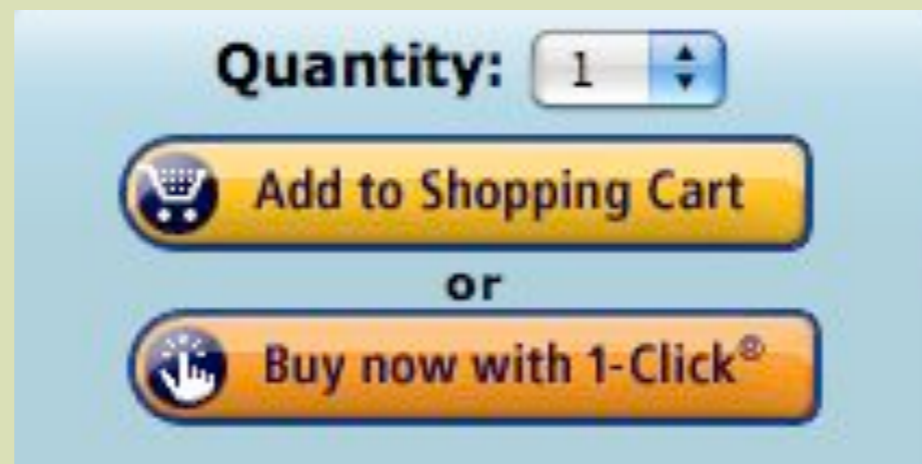 Quantity: 1
Add to Shopping Cart
or
Buy now with 1-Click®